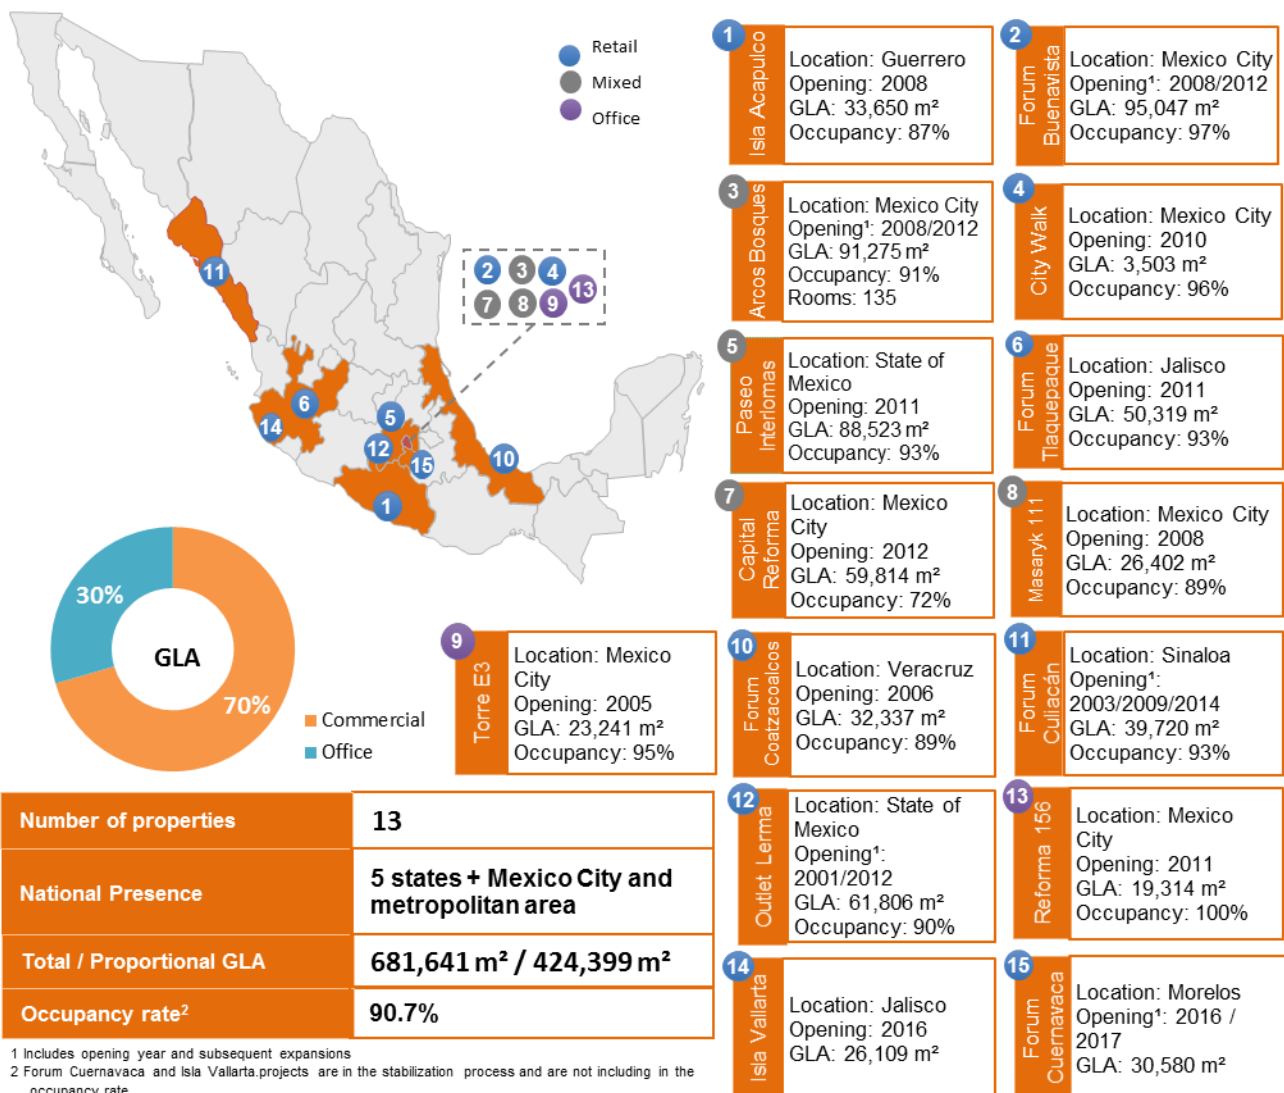 Retail
Mixed
Office
11
2
3
4
13
7
8
9
6
14
5
12
15
10
1
30%
GLA
70%
Commercial
Office
1
Isla Acapulco
Location: Guerrero
Opening: 2008
GLA: 33,650 m²
Occupancy: 87%
2
Forum
Buenavista
Location: Mexico City
Opening¹: 2008/2012
GLA: 95,047 m²
Occupancy: 97%
3
Arcos Bosques
Location: Mexico City
Opening¹: 2008/2012
GLA: 91,275 m²
Occupancy: 91%
Rooms: 135
4
City Walk
Location: Mexico City
Opening: 2010
GLA: 3,503 m²
Occupancy: 96%
5
Paseo
Interlomas
Location: State of
Mexico
Opening: 2011
GLA: 88,523 m²
Occupancy: 93%
6
Forum
Tlaquepaque
Location: Jalisco
Opening: 2011
GLA: 50,319 m²
Occupancy: 93%
7
Capital
Reforma
Location: Mexico
City
Opening: 2012
GLA: 59,814 m²
Occupancy: 72%
8
Masaryk 111
Location: Mexico City
Opening: 2008
GLA: 26,402 m²
Occupancy: 89%
9
Torre E3
Location: Mexico
City
Opening: 2005
GLA: 23,241 m²
Occupancy: 95%
10
Forum
Coatzacoalcos
Location: Veracruz
Opening: 2006
GLA: 32,337 m²
Occupancy: 89%
11
Forum
Culiacán
Location: Sinaloa
Opening¹:
2003/2009/2014
GLA: 39,720 m²
Occupancy: 93%
12
Outlet Lerma
Location: State of
Mexico
Opening¹:
2001/2012
GLA: 61,806 m²
Occupancy: 90%
13
Reforma 156
Location: Mexico
City
Opening: 2011
GLA: 19,314 m²
Occupancy: 100%
14
Isla Vallarta
Location: Jalisco
Opening: 2016
GLA: 26,109 m²
15
Forum
Cuernavaca
Location: Morelos
Opening¹: 2016 /
2017
GLA: 30,580 m²
Number of properties
13
National Presence
5 states + Mexico City and
metropolitan area
Total / Proportional GLA
681,641 m² / 424,399 m²
Occupancy rate²
90.7%
1 Includes opening year and subsequent expansions
2 Forum Cuernavaca and Isla Vallarta.projects are in the stabilization process and are not including in the
occupancy rate